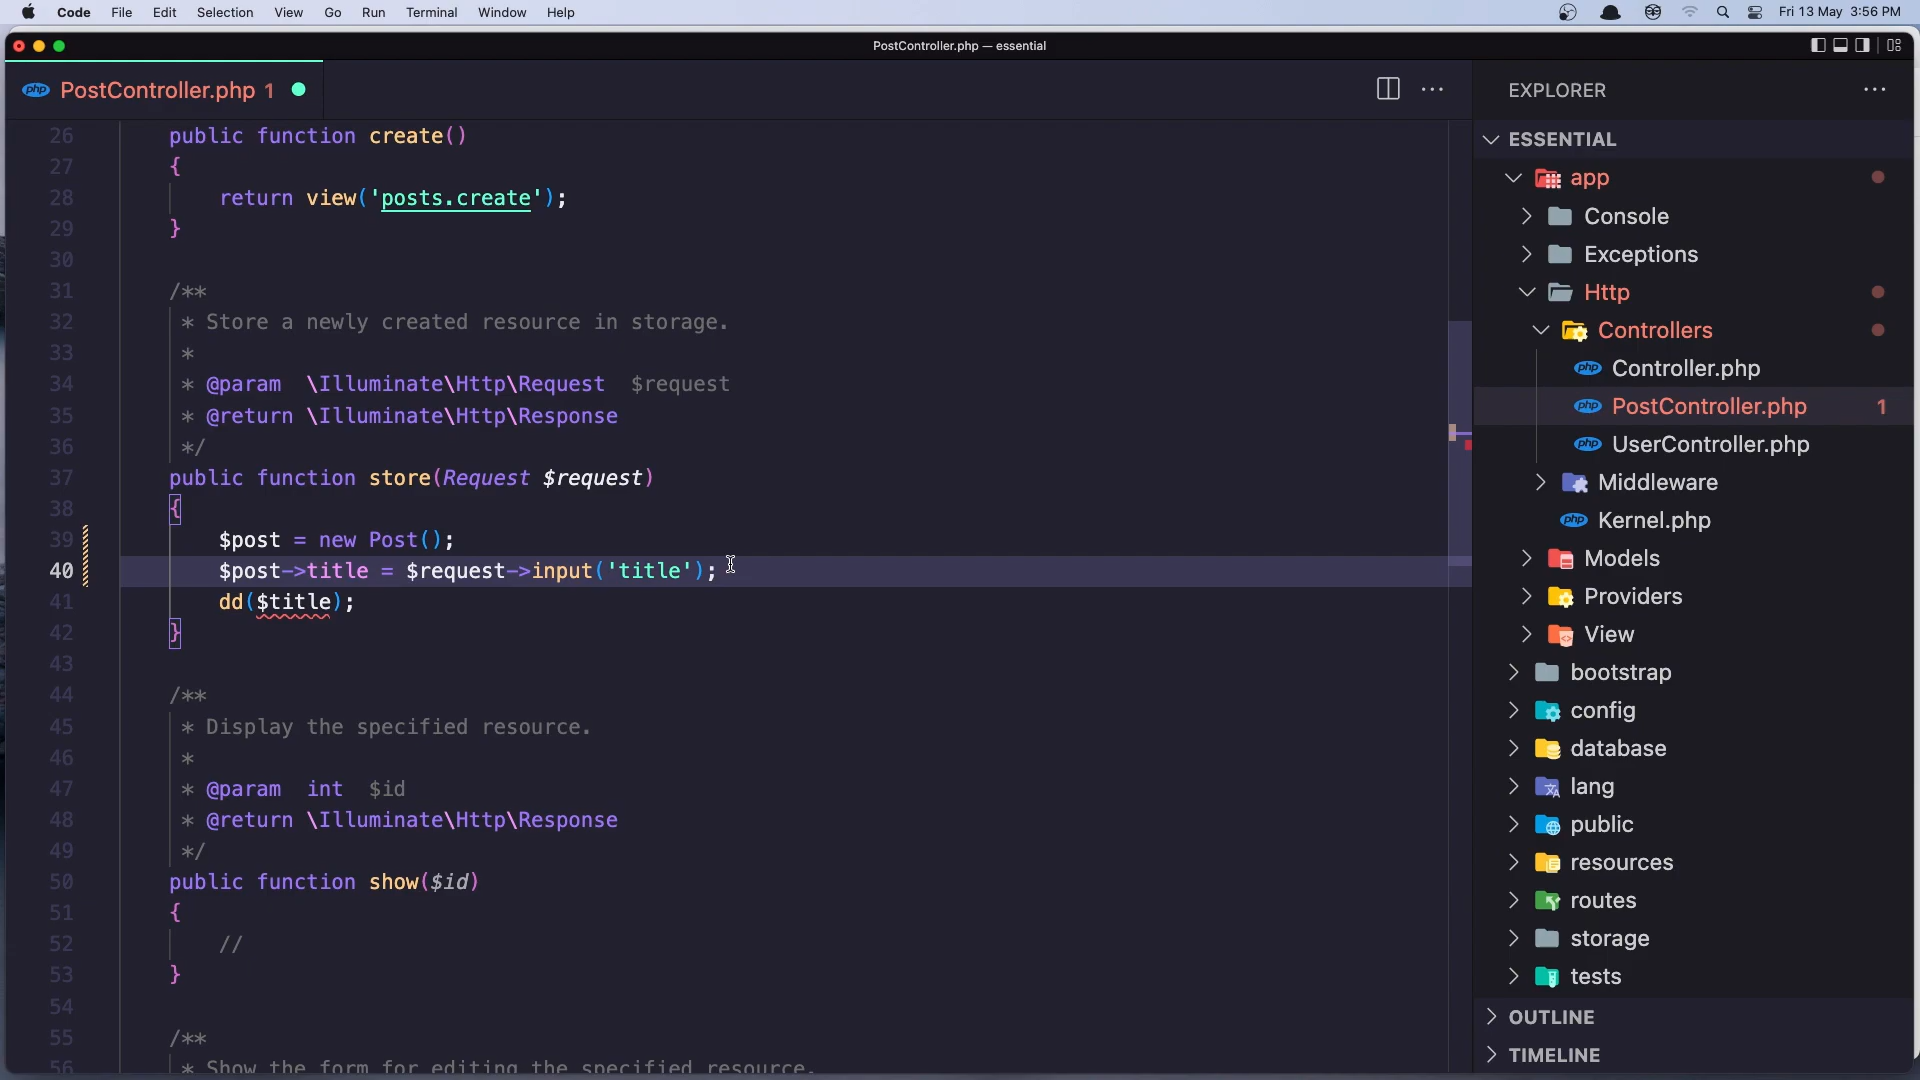 Code File Edit Selection View Go Run Terminal Window Help Fri 13 May 3:56 PM
PostController.php — essential
php PostController.php 1
26 public function create()
27 {
28 return view('posts.create');
29 }
30
31 /**
32 * Store a newly created resource in storage.
33 *
34 * @param \Illuminate\Http\Request $request
35 * @return \Illuminate\Http\Response
36 */
37 public function store(Request $request)
38 {
39 $post = new Post();
40 $post->title = $request->input('title');
41 dd($title);
42 }
43
44 /**
45 * Display the specified resource.
46 *
47 * @param int $id
48 * @return \Illuminate\Http\Response
49 */
50 public function show($id)
51 {
52 //
53 }
54
55 /**
56 * Show the form for editing the specified resource.
EXPLORER
ESSENTIAL
app
Console
Exceptions
Http
Controllers
php Controller.php
php PostController.php 1
php UserController.php
Middleware
php Kernel.php
Models
Providers
View
bootstrap
config
database
lang
public
resources
routes
storage
tests
OUTLINE
TIMELINE